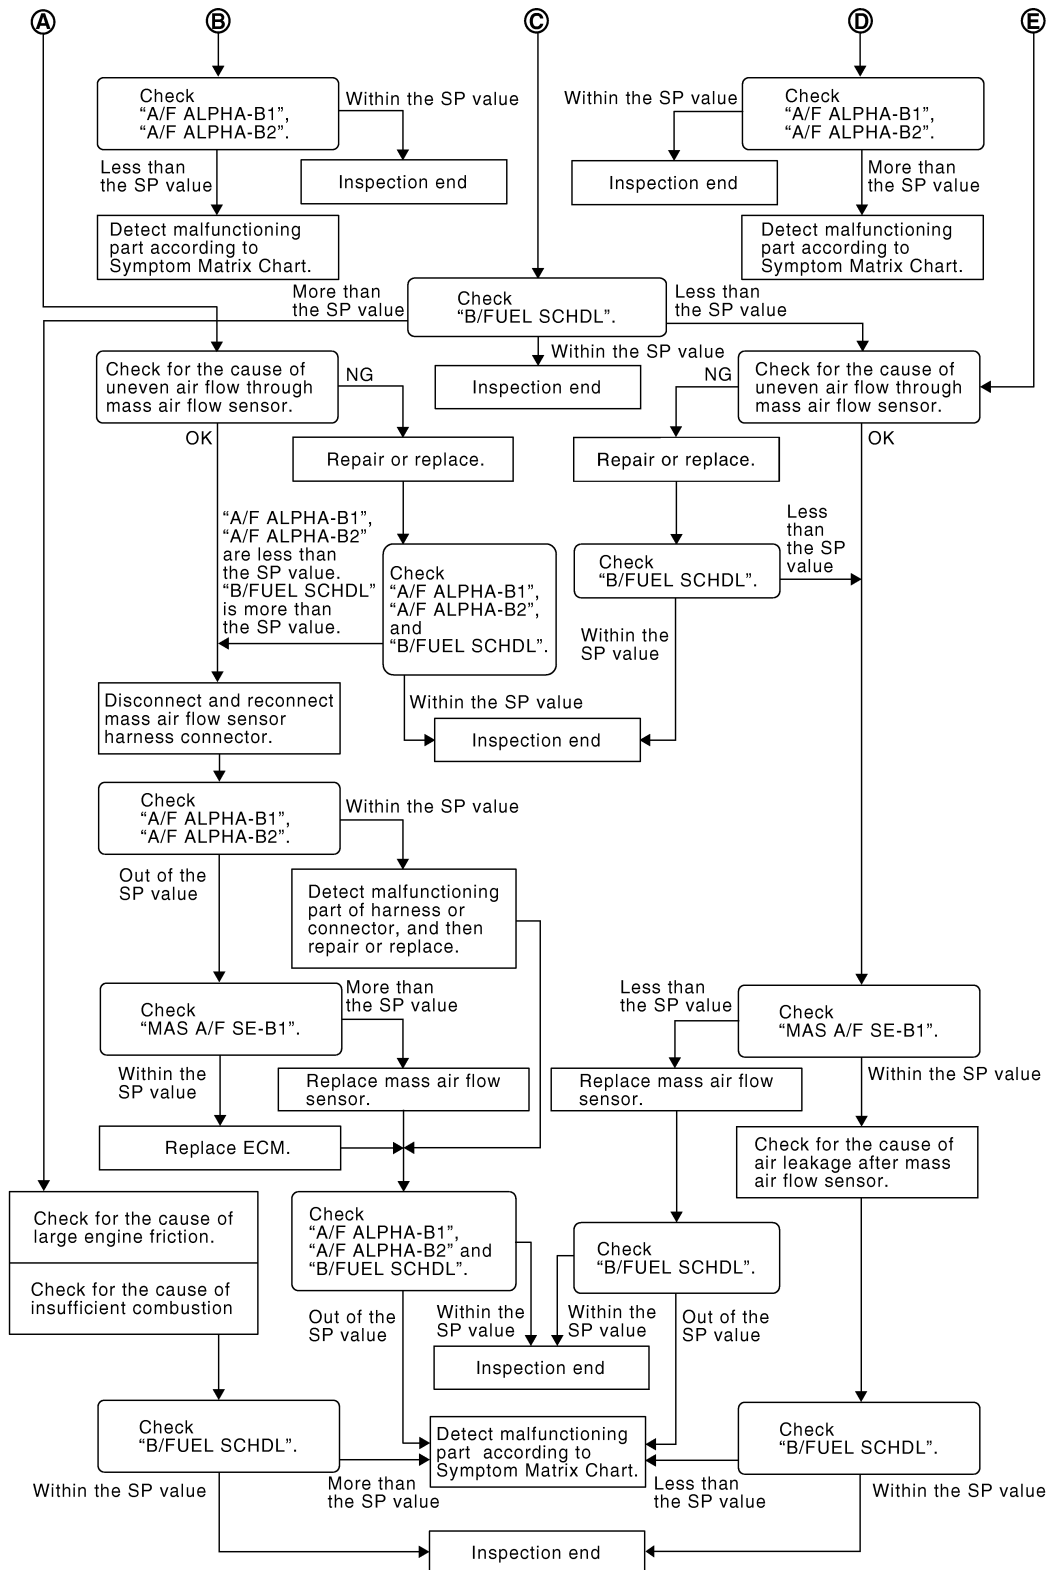 A
B
C
D
E
Check
“A/F ALPHA-B1”,
“A/F ALPHA-B2”.
Within the SP value
Within the SP value
Check
“A/F ALPHA-B1”,
“A/F ALPHA-B2”.
Less than
the SP value
Inspection end
Inspection end
More than
the SP value
Detect malfunctioning
part according to
Symptom Matrix Chart.
Detect malfunctioning
part according to
Symptom Matrix Chart.
More than
the SP value
Check
“B/FUEL SCHDL”.
Less than
the SP value
Within the SP value
Inspection end
Check for the cause of
uneven air flow through
mass air flow sensor.
NG
NG
Check for the cause of
uneven air flow through
mass air flow sensor.
OK
OK
Repair or replace.
Repair or replace.
“A/F ALPHA-B1”,
“A/F ALPHA-B2”
are less than
the SP value.
“B/FUEL SCHDL”
is more than
the SP value.
Check
“A/F ALPHA-B1”,
“A/F ALPHA-B2”,
and
“B/FUEL SCHDL”.
Check
“B/FUEL SCHDL”.
Less
than
the SP
value
Within the
SP value
Within the SP value
Inspection end
Disconnect and reconnect
mass air flow sensor
harness connector.
Check
“A/F ALPHA-B1”,
“A/F ALPHA-B2”.
Within the SP value
Out of the
SP value
Detect malfunctioning
part of harness or
connector, and then
repair or replace.
Check
“MAS A/F SE-B1”.
More than
the SP value
Less than
the SP value
Check
“MAS A/F SE-B1”.
Within the
SP value
Within the SP value
Replace mass air flow
sensor.
Replace mass air flow
sensor.
Replace ECM.
Check for the cause of
air leakage after mass
air flow sensor.
Check for the cause of
large engine friction.
Check for the cause of
insufficient combustion
Check
“A/F ALPHA-B1”,
“A/F ALPHA-B2” and
“B/FUEL SCHDL”.
Check
“B/FUEL SCHDL”.
Out of the
SP value
Within the
SP value
Within the
SP value
Out of the
SP value
Inspection end
Check
“B/FUEL SCHDL”.
Detect malfunctioning
part according to
Symptom Matrix Chart.
Check
“B/FUEL SCHDL”.
Within the SP value
More than
the SP value
Less than
the SP value
Within the SP value
Inspection end